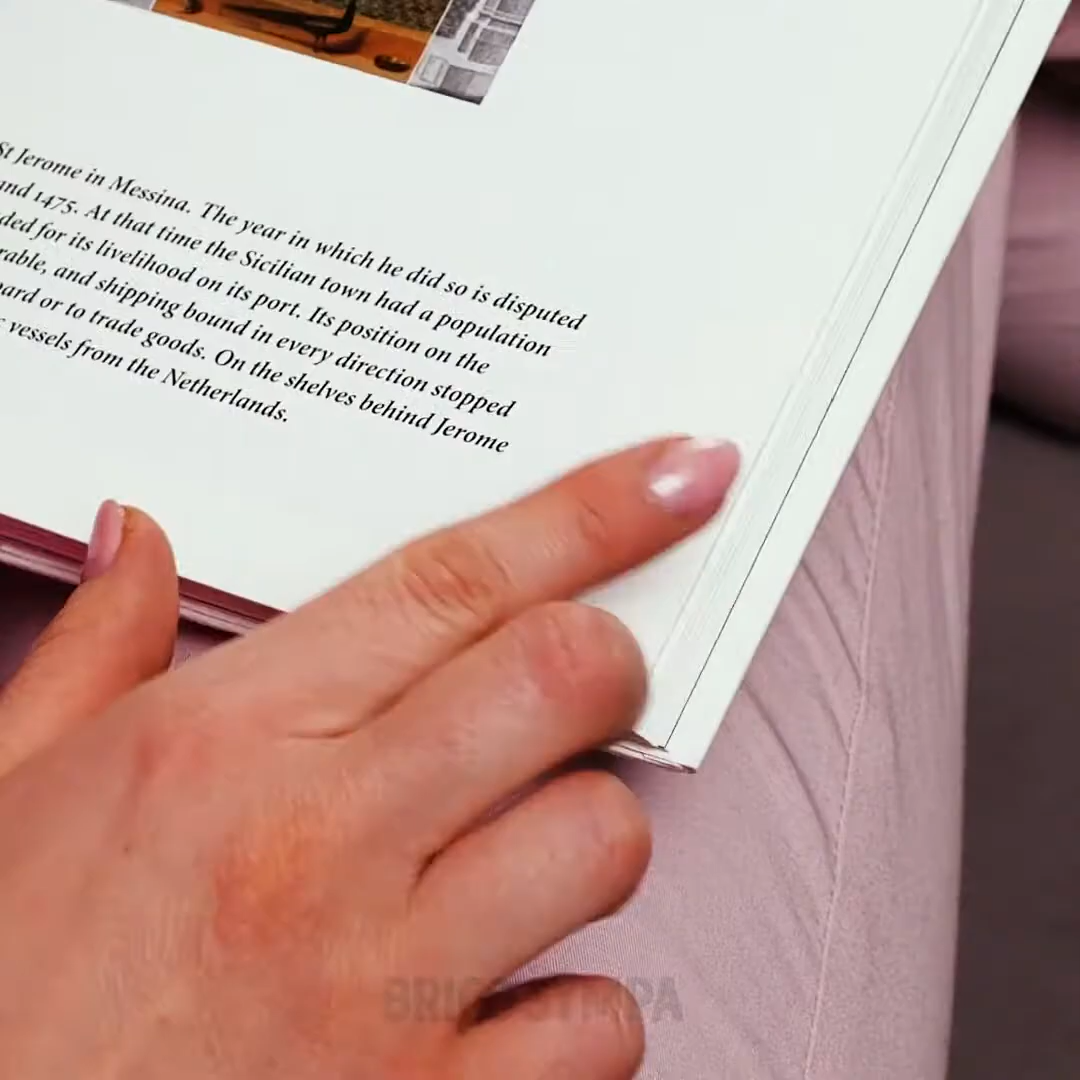 St Jerome in Messina. The year in which he did so is disputed
and 1475. At that time the Sicilian town had a population
ded for its livelihood on its port. Its position on the
rable, and shipping bound in every direction stopped
oard or to trade goods. On the shelves behind Jerome
vessels from the Netherlands.